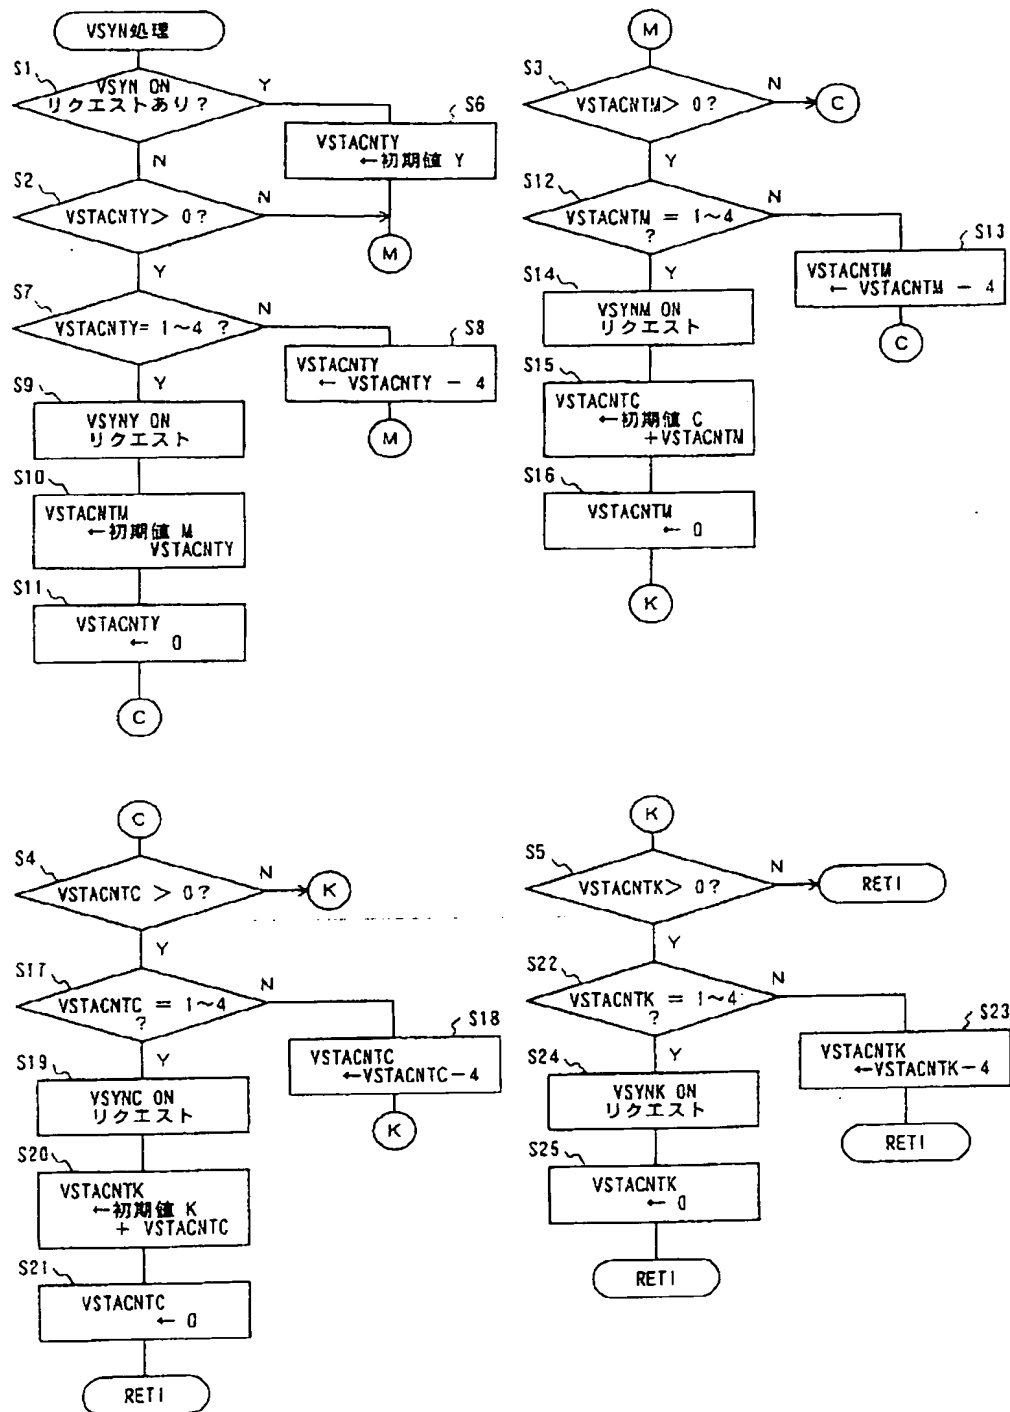 VSYN処理
S1
VSYN ON
リクエストあり?
Y
N
S6
VSTACNTY
←初期値 Y
S2
VSTACNTY> 0?
N
Y
M
S7
VSTACNTY= 1~4 ?
N
Y
S8
VSTACNTY
← VSTACNTY - 4
M
S9
VSYNY ON
リクエスト
S10
VSTACNTM
←初期値 M
VSTACNTY
S11
VSTACNTY
← 0
C
M
S3
VSTACNTM> 0?
N
C
Y
S12
VSTACNTM = 1~4
?
N
Y
S13
VSTACNTM
← VSTACNTM - 4
C
S14
VSYNM ON
リクエスト
S15
VSTACNTC
←初期値 C
+VSTACNTM
S16
VSTACNTM
← 0
K
C
S4
VSTACNTC > 0?
N
K
Y
S17
VSTACNTC = 1~4
?
N
Y
S18
VSTACNTC
←VSTACNTC-4
K
S19
VSYNC ON
リクエスト
S20
VSTACNTK
←初期値 K
+ VSTACNTC
S21
VSTACNTC
← 0
RETI
K
S5
VSTACNTK> 0?
N
RETI
Y
S22
VSTACNTK = 1~4
?
N
Y
S23
VSTACNTK
←VSTACNTK-4
RETI
S24
VSYNK ON
リクエスト
S25
VSTACNTK
← 0
RETI